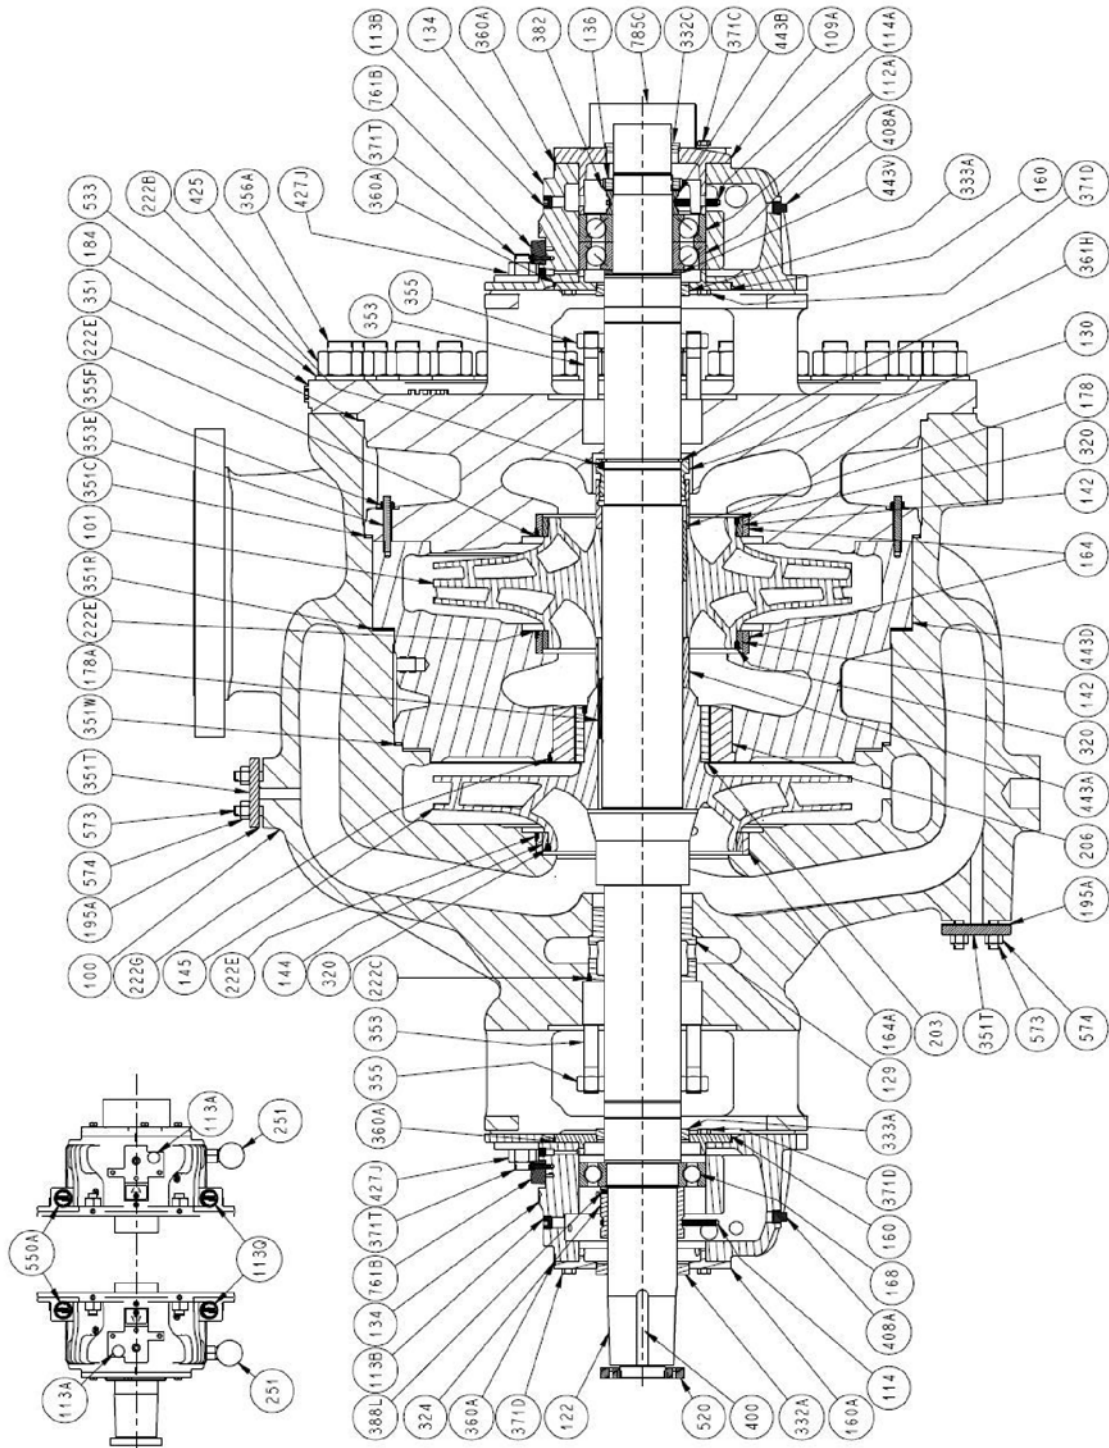 113B
134
360A
382
136
785C
332C
371C
443B
109A
114A
112A
761B
371T
360A
427J
356A
425
222B
533
184
351
222E
355F
353E
351C
101
351R
222E
178A
351W
351T
573
574
195A
100
222G
145
222E
144
320
222C
353
355
360A
427J
371T
761B
134
113B
388L
324
360A
371D
122
520
400
332A
160A
114
408A
168
160
371D
333A
129
203
164A
574
573
351T
195A
206
443A
320
142
443D
164
142
320
178
130
361H
371D
160
333A
443V
408A
355
353
113A
251
550A
113Q
113A
251